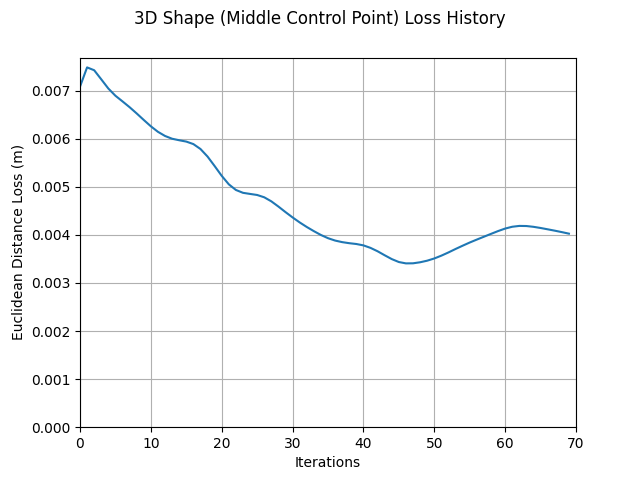 3D Shape (Middle Control Point) Loss History
Euclidean Distance Loss (m)
0.007
0.006
0.005
0.004
0.003
0.002
0.001
0.000
0 10 20 30 40 50 60 70
Iterations